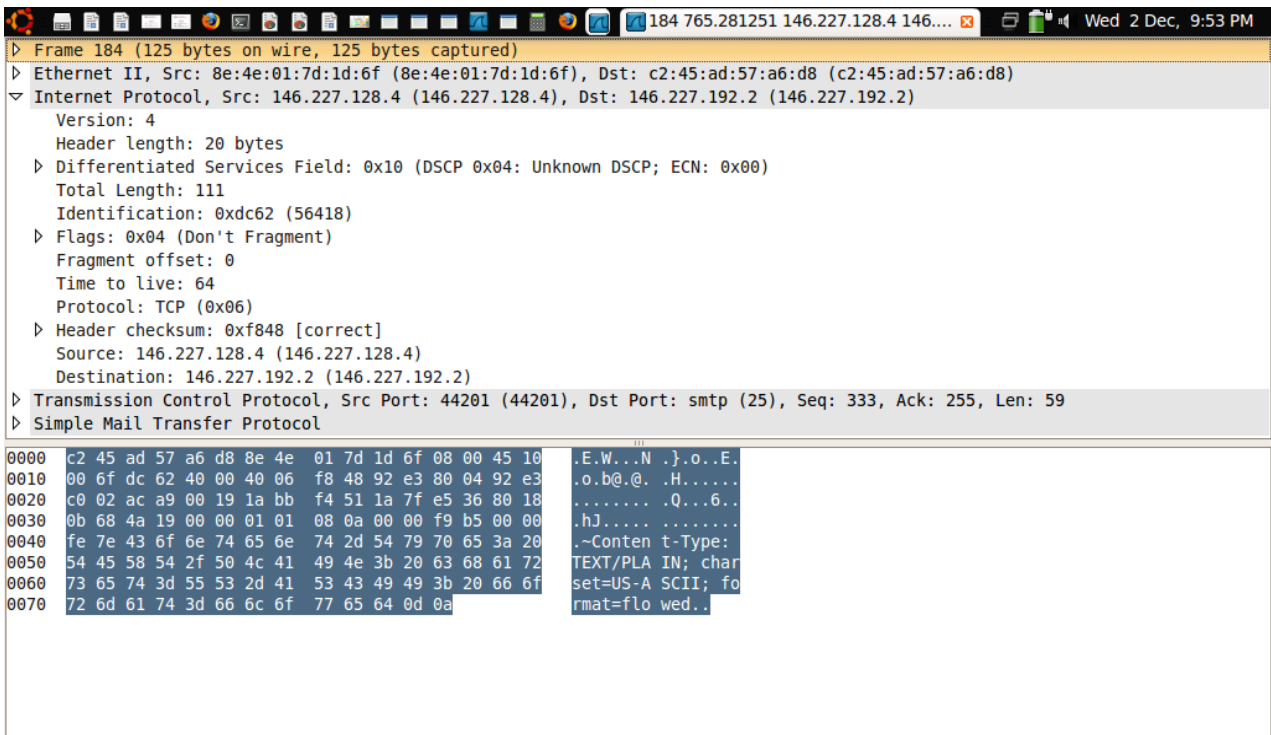 184 765.281251 146.227.128.4 146.... Wed 2 Dec, 9:53 PM
Frame 184 (125 bytes on wire, 125 bytes captured)
Ethernet II, Src: 8e:4e:01:7d:1d:6f (8e:4e:01:7d:1d:6f), Dst: c2:45:ad:57:a6:d8 (c2:45:ad:57:a6:d8)
Internet Protocol, Src: 146.227.128.4 (146.227.128.4), Dst: 146.227.192.2 (146.227.192.2)
Version: 4
Header length: 20 bytes
Differentiated Services Field: 0x10 (DSCP 0x04: Unknown DSCP; ECN: 0x00)
Total Length: 111
Identification: 0xdc62 (56418)
Flags: 0x04 (Don't Fragment)
Fragment offset: 0
Time to live: 64
Protocol: TCP (0x06)
Header checksum: 0xf848 [correct]
Source: 146.227.128.4 (146.227.128.4)
Destination: 146.227.192.2 (146.227.192.2)
Transmission Control Protocol, Src Port: 44201 (44201), Dst Port: smtp (25), Seq: 333, Ack: 255, Len: 59
Simple Mail Transfer Protocol
0000 c2 45 ad 57 a6 d8 8e 4e 01 7d 1d 6f 08 00 45 10 .E.W...N .}.o..E.
0010 00 6f dc 62 40 00 40 06 f8 48 92 e3 80 04 92 e3 .o.b@.@. .H......
0020 c0 02 ac a9 00 19 1a bb f4 51 1a 7f e5 36 80 18 ........ .Q...6..
0030 0b 68 4a 19 00 00 01 01 08 0a 00 00 f9 b5 00 00 .hJ..... ........
0040 fe 7e 43 6f 6e 74 65 6e 74 2d 54 79 70 65 3a 20 .~Conten t-Type:
0050 54 45 58 54 2f 50 4c 41 49 4e 3b 20 63 68 61 72 TEXT/PLA IN; char
0060 73 65 74 3d 55 53 2d 41 53 43 49 49 3b 20 66 6f set=US-A SCII; fo
0070 72 6d 61 74 3d 66 6c 6f 77 65 64 0d 0a rmat=flo wed..